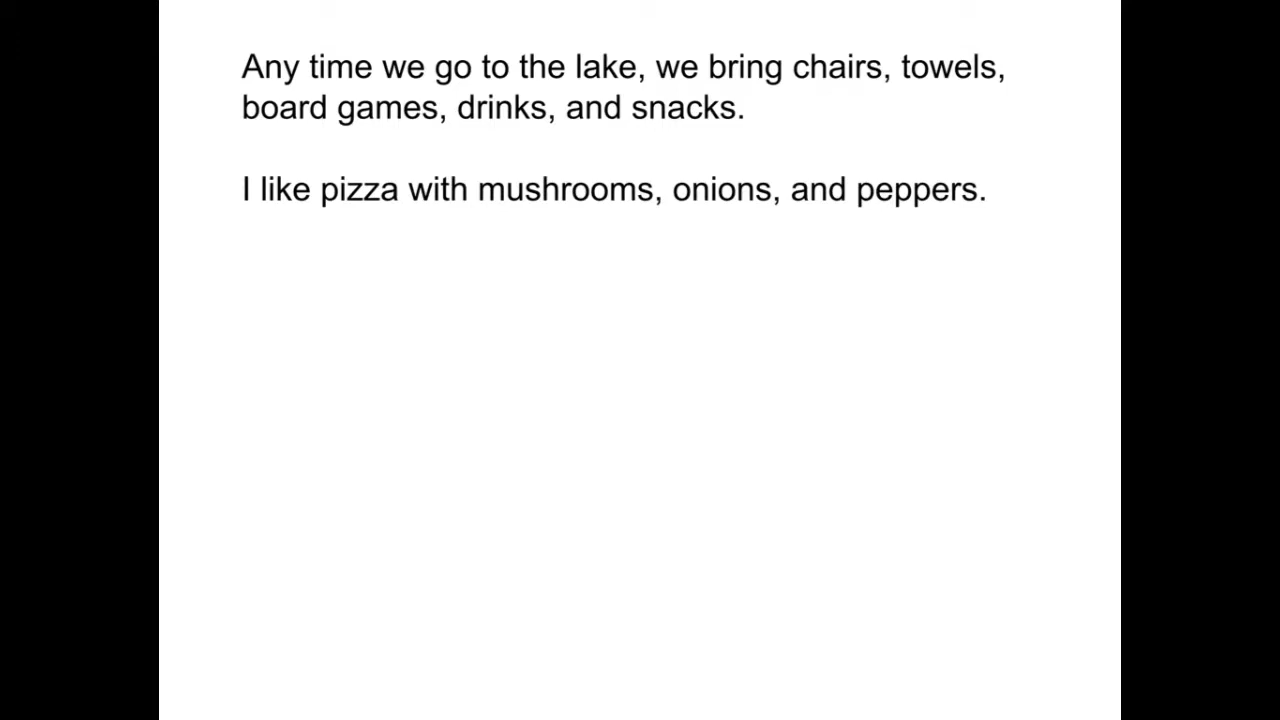 Any time we go to the lake, we bring chairs, towels,
board games, drinks, and snacks.
I like pizza with mushrooms, onions, and peppers.